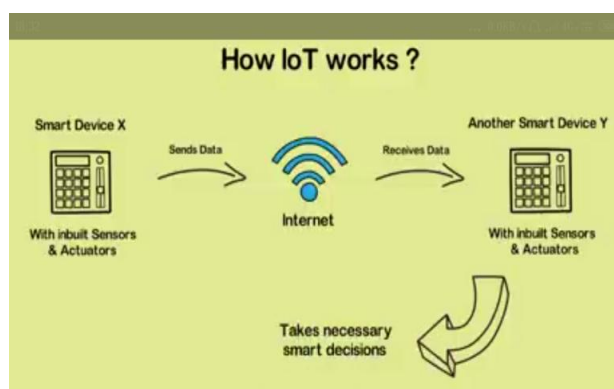 How IoT works ?
Smart Device X
Another Smart Device Y
Sends Data
Receives Data
Internet
With inbuilt Sensors
& Actuators
With inbuilt Sensors
& Actuators
Takes necessary
smart decisions